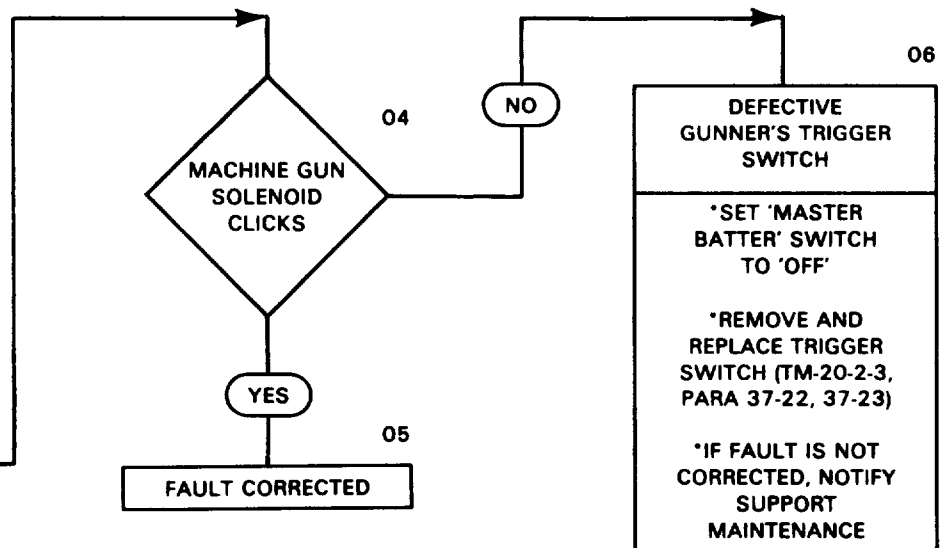 04
MACHINE GUN
SOLENOID
CLICKS
NO
YES
05
FAULT CORRECTED
06
DEFECTIVE
GUNNER'S TRIGGER
SWITCH
*SET 'MASTER
BATTER' SWITCH
TO 'OFF'
*REMOVE AND
REPLACE TRIGGER
SWITCH (TM-20-2-3,
PARA 37-22, 37-23)
*IF FAULT IS NOT
CORRECTED, NOTIFY
SUPPORT
MAINTENANCE